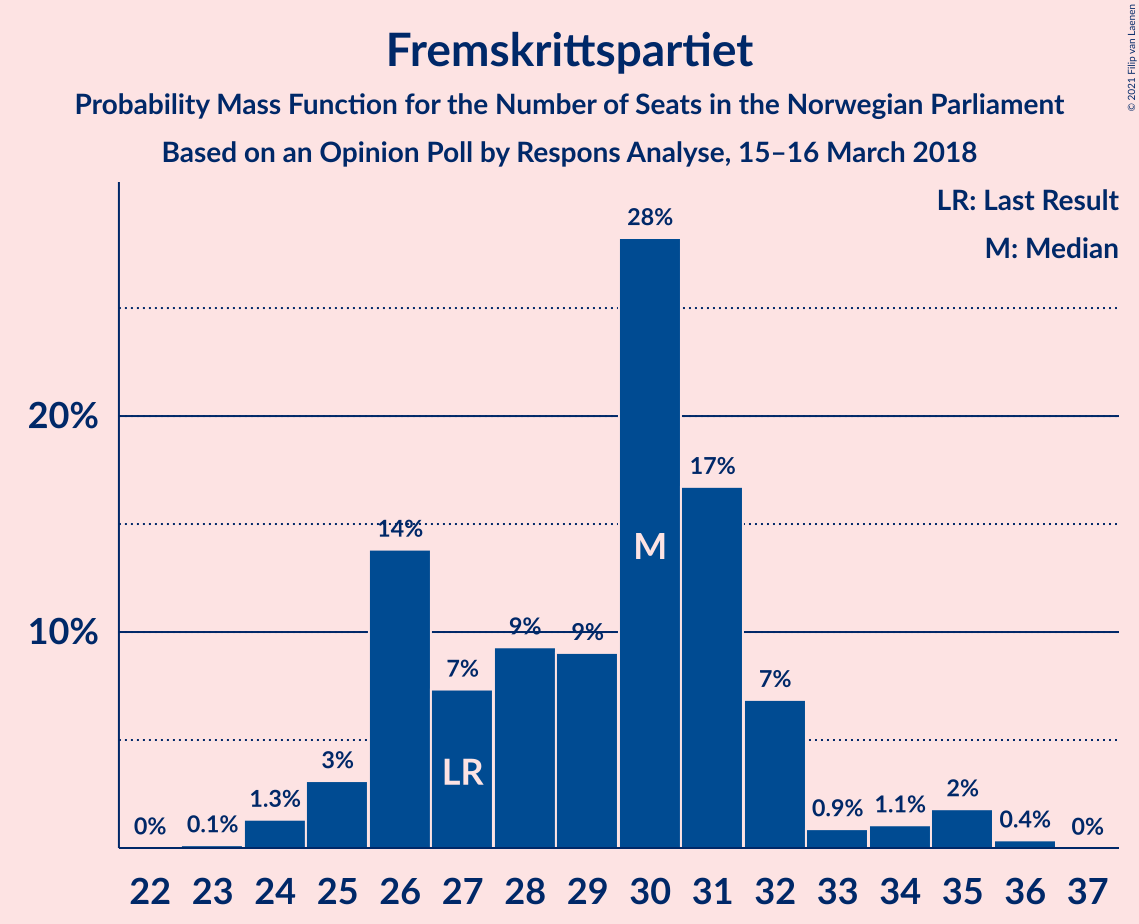 Fremskrittspartiet
Probability Mass Function for the Number of Seats in the Norwegian Parliament
Based on an Opinion Poll by Respons Analyse, 15–16 March 2018
© 2021 Filip van Laenen
LR: Last Result
M: Median
28%
20%
17%
14%
M
10%
9%
9%
7%
7%
LR
3%
1.3%
0%
0.1%
0.9%
1.1%
2%
0.4%
0%
22 23 24 25 26 27 28 29 30 31 32 33 34 35 36 37